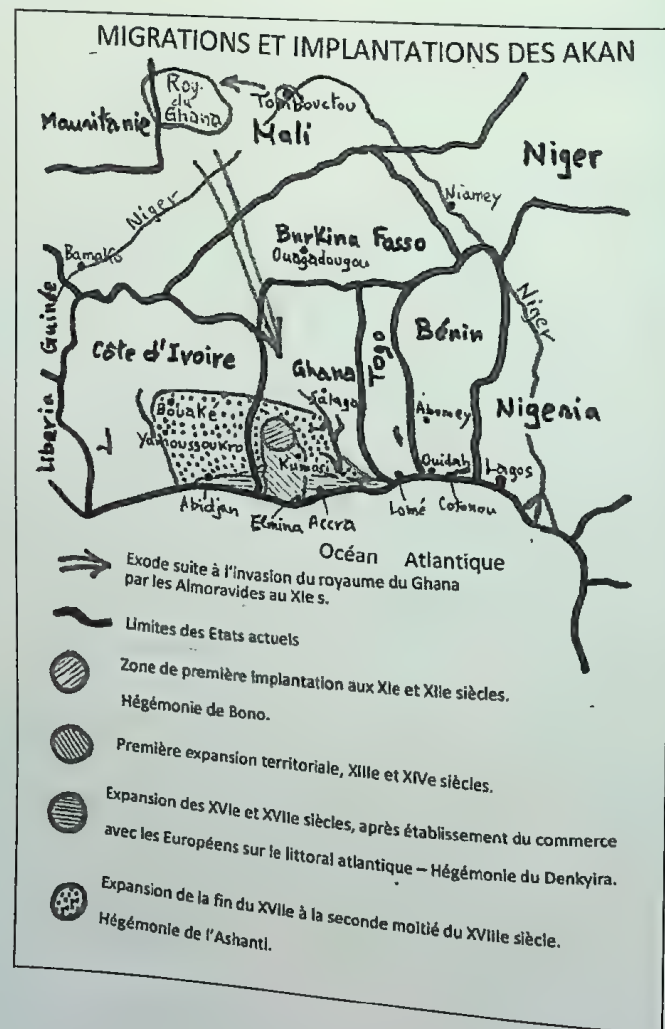 MIGRATIONS ET IMPLANTATIONS DES AKAN
Roy.
du
Ghana
Tombouctou
Mauritanie
Mali
Niger
Niger
Niamey
Bamako
Burkina Fasso
Ouagadougou
Guinée
Liberia
Côte d'Ivoire
Ghana
Togo
Bénin
Niger
Salaga
Nigeria
Bouaké
Yamoussoukro
Kumasi
Abomey
Ouidah
Lagos
Abidjan
Elmina
Accra
Lomé
Cotonou
Océan Atlantique
Exode suite à l'invasion du royaume du Ghana
par les Almoravides au XIe s.
Limites des Etats actuels
Zone de première implantation aux XIe et XIIe siècles.
Hégémonie de Bono.
Première expansion territoriale, XIIIe et XIVe siècles.
Expansion des XVIe et XVIIe siècles, après établissement du commerce
avec les Européens sur le littoral atlantique – Hégémonie du Denkyira.
Expansion de la fin du XVIIe à la seconde moitié du XVIIIe siècle.
Hégémonie de l'Ashanti.